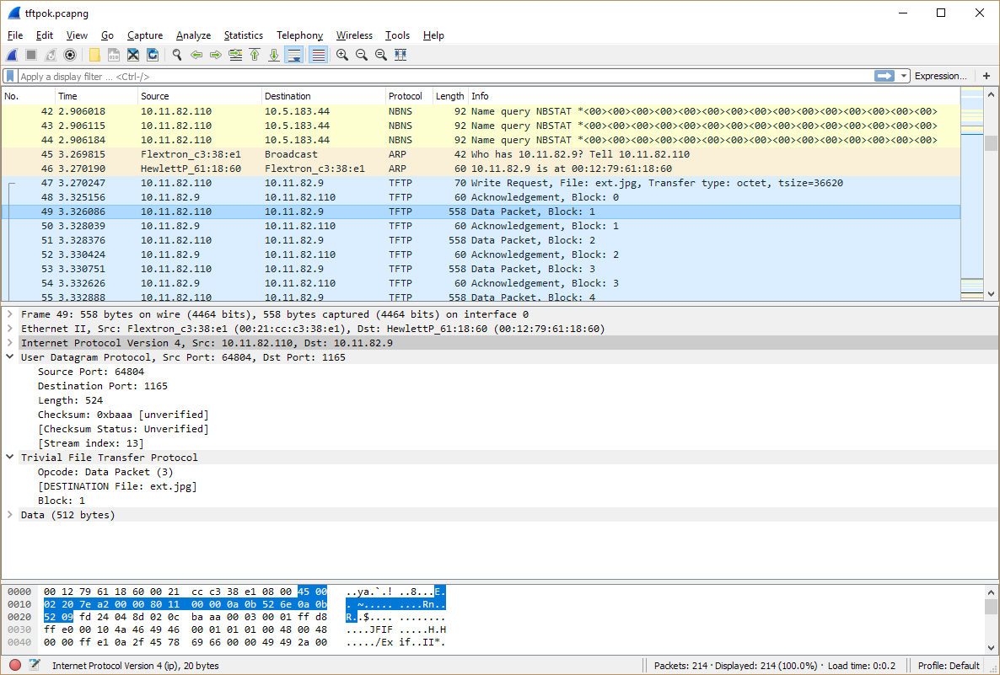 tftpok.pcapng
File Edit View Go Capture Analyze Statistics Telephony Wireless Tools Help
Apply a display filter ... <Ctrl-/> Expression... +
No. Time Source Destination Protocol Length Info
42 2.906018 10.11.82.110 10.5.183.44 NBNS 92 Name query NBSTAT *<00><00><00><00><00><00><00><00><00><00><00><00><00><00><00>
43 2.906115 10.11.82.110 10.5.183.44 NBNS 92 Name query NBSTAT *<00><00><00><00><00><00><00><00><00><00><00><00><00><00><00>
44 2.906184 10.11.82.110 10.5.183.44 NBNS 92 Name query NBSTAT *<00><00><00><00><00><00><00><00><00><00><00><00><00><00><00>
45 3.269815 Flextron_c3:38:e1 Broadcast ARP 42 Who has 10.11.82.9? Tell 10.11.82.110
46 3.270190 HewlettP_61:18:60 Flextron_c3:38:e1 ARP 60 10.11.82.9 is at 00:12:79:61:18:60
47 3.270247 10.11.82.110 10.11.82.9 TFTP 70 Write Request, File: ext.jpg, Transfer type: octet, tsize=36620
48 3.325156 10.11.82.9 10.11.82.110 TFTP 60 Acknowledgement, Block: 0
49 3.326086 10.11.82.110 10.11.82.9 TFTP 558 Data Packet, Block: 1
50 3.328039 10.11.82.9 10.11.82.110 TFTP 60 Acknowledgement, Block: 1
51 3.328376 10.11.82.110 10.11.82.9 TFTP 558 Data Packet, Block: 2
52 3.330424 10.11.82.9 10.11.82.110 TFTP 60 Acknowledgement, Block: 2
53 3.330751 10.11.82.110 10.11.82.9 TFTP 558 Data Packet, Block: 3
54 3.332626 10.11.82.9 10.11.82.110 TFTP 60 Acknowledgement, Block: 3
55 3.332888 10.11.82.110 10.11.82.9 TFTP 558 Data Packet, Block: 4
Frame 49: 558 bytes on wire (4464 bits), 558 bytes captured (4464 bits) on interface 0
Ethernet II, Src: Flextron_c3:38:e1 (00:21:cc:c3:38:e1), Dst: HewlettP_61:18:60 (00:12:79:61:18:60)
Internet Protocol Version 4, Src: 10.11.82.110, Dst: 10.11.82.9
User Datagram Protocol, Src Port: 64804, Dst Port: 1165
Source Port: 64804
Destination Port: 1165
Length: 524
Checksum: 0xbaaa [unverified]
[Checksum Status: Unverified]
[Stream index: 13]
Trivial File Transfer Protocol
Opcode: Data Packet (3)
[DESTINATION File: ext.jpg]
Block: 1
Data (512 bytes)
0000 00 12 79 61 18 60 00 21 cc c3 38 e1 08 00 45 00 ..ya.`.! ..8...E.
0010 02 20 7e a2 00 00 80 11 00 00 0a 0b 52 6e 0a 0b . ~..... ....Rn..
0020 52 09 fd 24 04 8d 02 0c ba aa 00 03 00 01 ff d8 R..$.... ........
0030 ff e0 00 10 4a 46 49 46 00 01 01 01 00 48 00 48 ....JFIF .....H.H
0040 00 00 ff e1 0a 2f 45 78 69 66 00 00 49 49 2a 00 ...../Ex if..II*.
Internet Protocol Version 4 (ip), 20 bytes Packets: 214 · Displayed: 214 (100.0%) · Load time: 0:0.2 Profile: Default